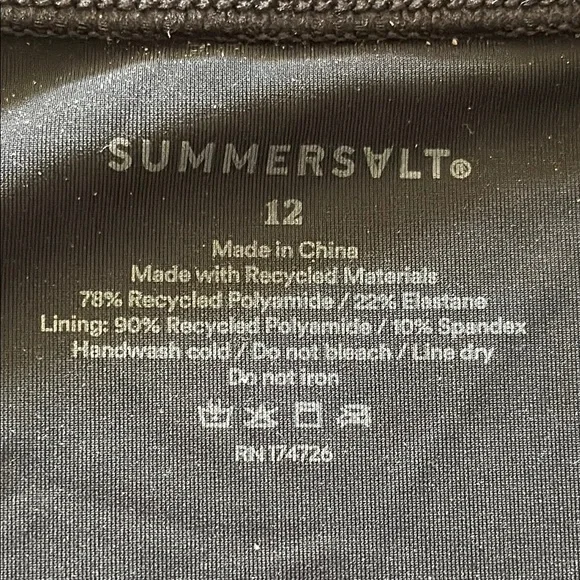 SUMMERSALT®
12
Made in China
Made with Recycled Materials
78% Recycled Polyamide / 22% Elastane
Lining: 90% Recycled Polyamide / 10% Spandex
Handwash cold / Do not bleach / Line dry
Do not iron
RN 174726